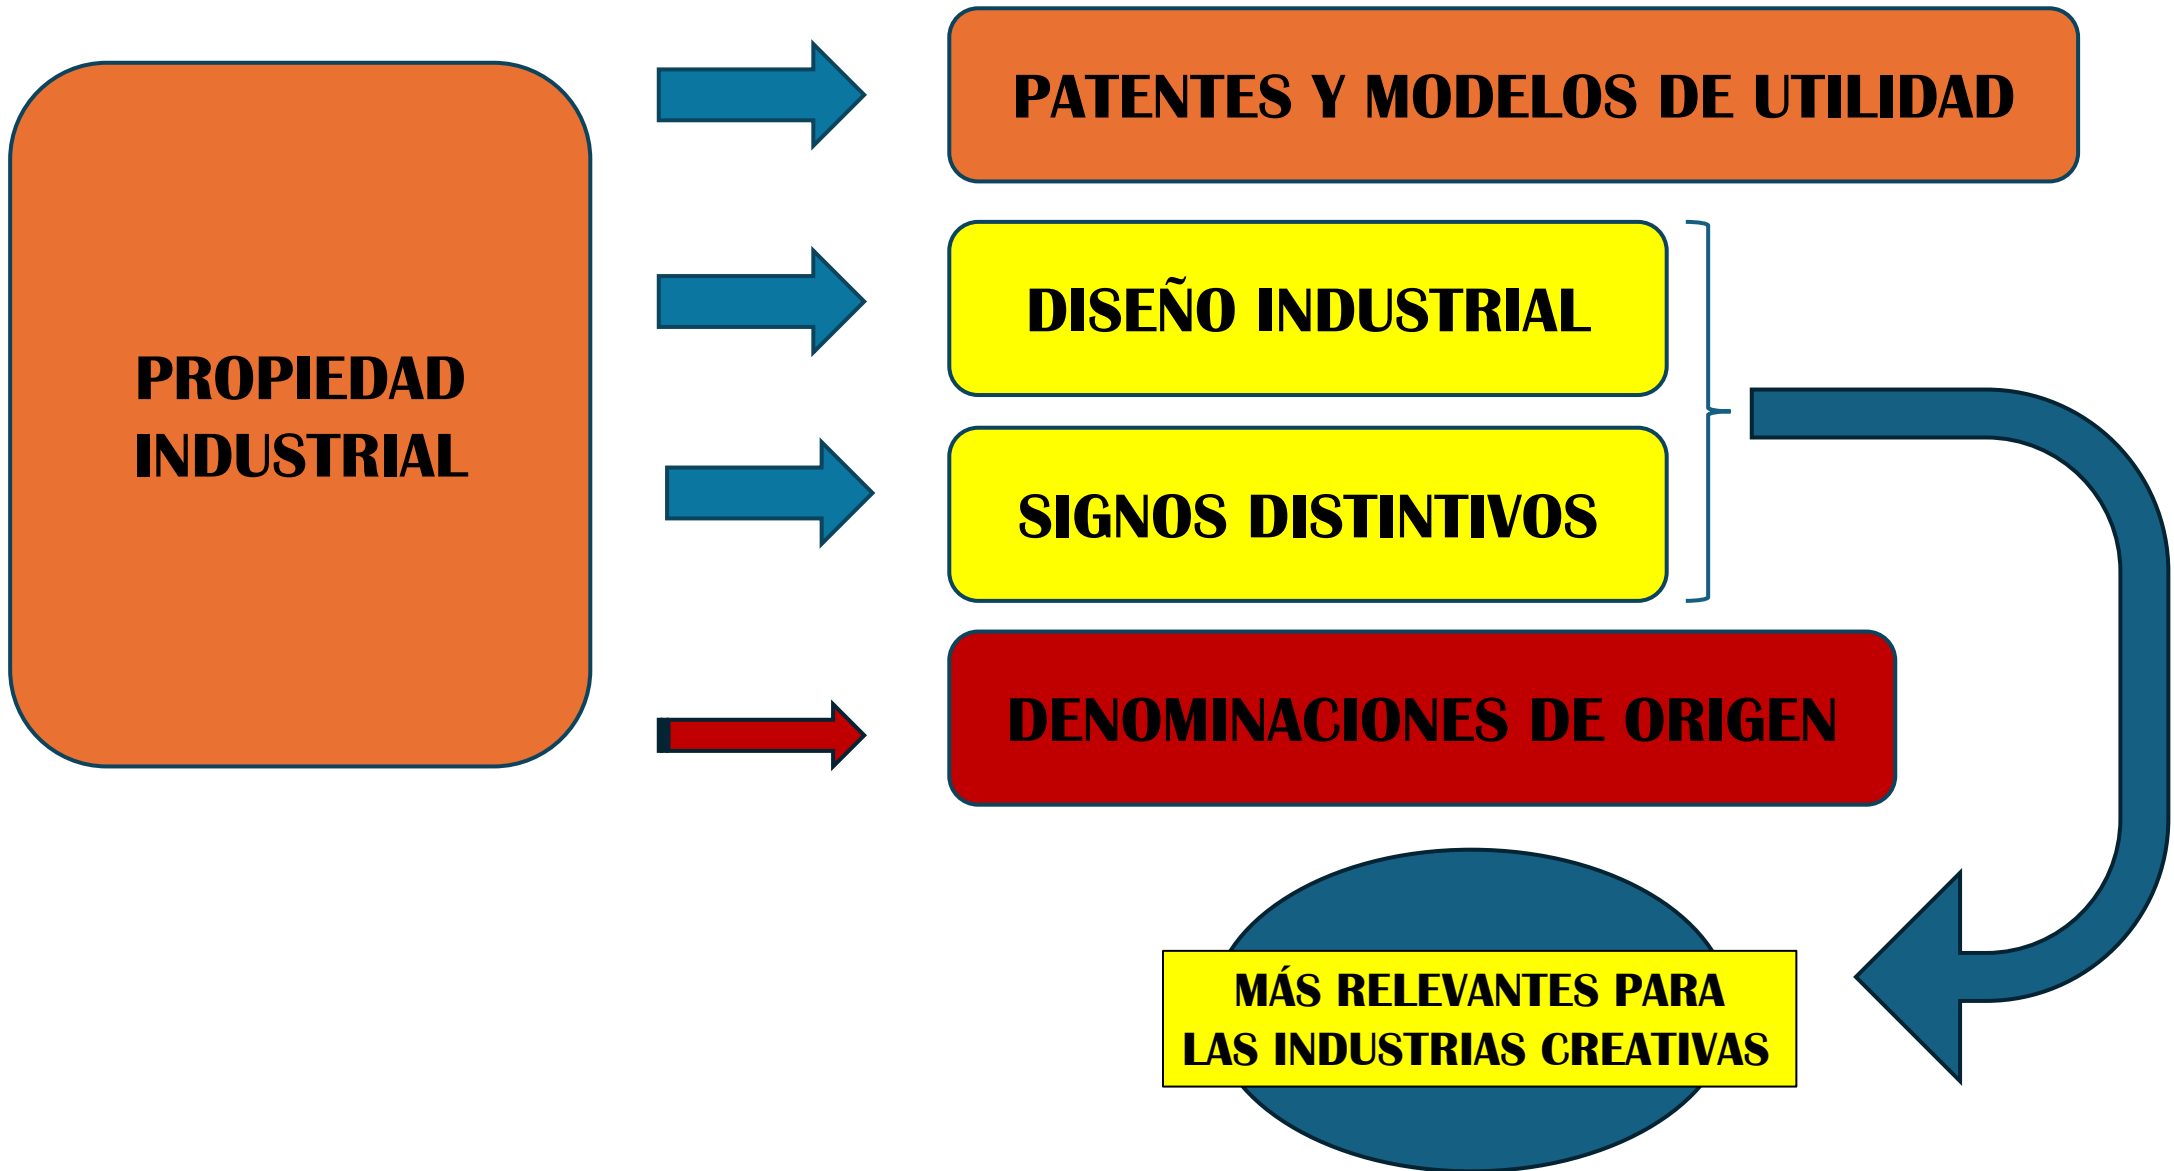 PATENTES Y MODELOS DE UTILIDAD
DISEÑO INDUSTRIAL
PROPIEDAD
INDUSTRIAL
SIGNOS DISTINTIVOS
DENOMINACIONES DE ORIGEN
MÁS RELEVANTES PARA
LAS INDUSTRIAS CREATIVAS